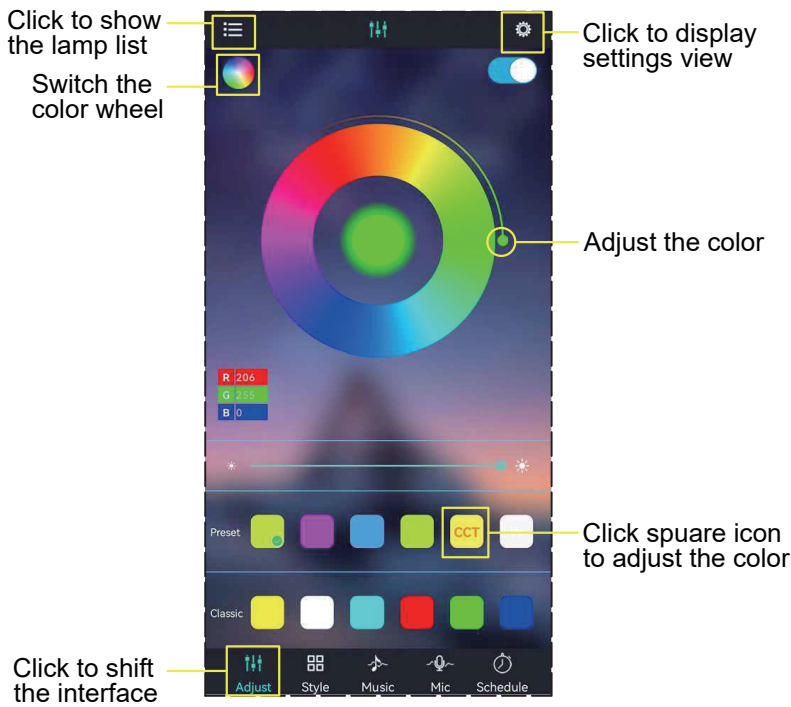 Click to show
the lamp list
Click to display
settings view
Switch the
color wheel
Adjust the color
R 206
G 255
B 0
Preset
CCT
Click spuare icon
to adjust the color
Classic
Click to shift
the interface
Adjust
Style
Music
Mic
Schedule